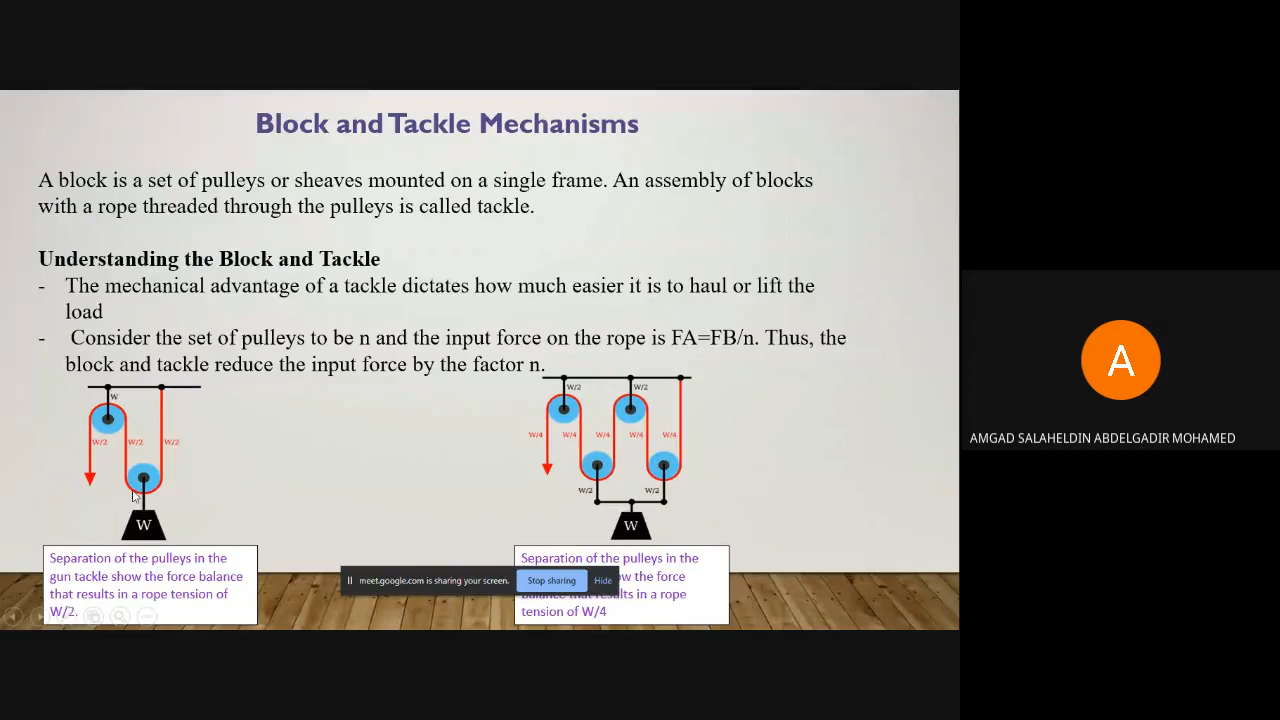 Block and Tackle Mechanisms
A block is a set of pulleys or sheaves mounted on a single frame. An assembly of blocks
with a rope threaded through the pulleys is called tackle.
Understanding the Block and Tackle
- The mechanical advantage of a tackle dictates how much easier it is to haul or lift the
load
- Consider the set of pulleys to be n and the input force on the rope is FA=FB/n. Thus, the
block and tackle reduce the input force by the factor n.
W
W/2 W/2 W/2
W
Separation of the pulleys in the
gun tackle show the force balance
that results in a rope tension of
W/2.
W/2 W/2
W/4 W/4 W/4 W/4 W/4
W/2 W/2
W
Separation of the pulleys in the
the force
results in a rope
tension of W/4
meet.google.com is sharing your screen. Stop sharing Hide
A
AMGAD SALAHELDIN ABDELGADIR MOHAMED